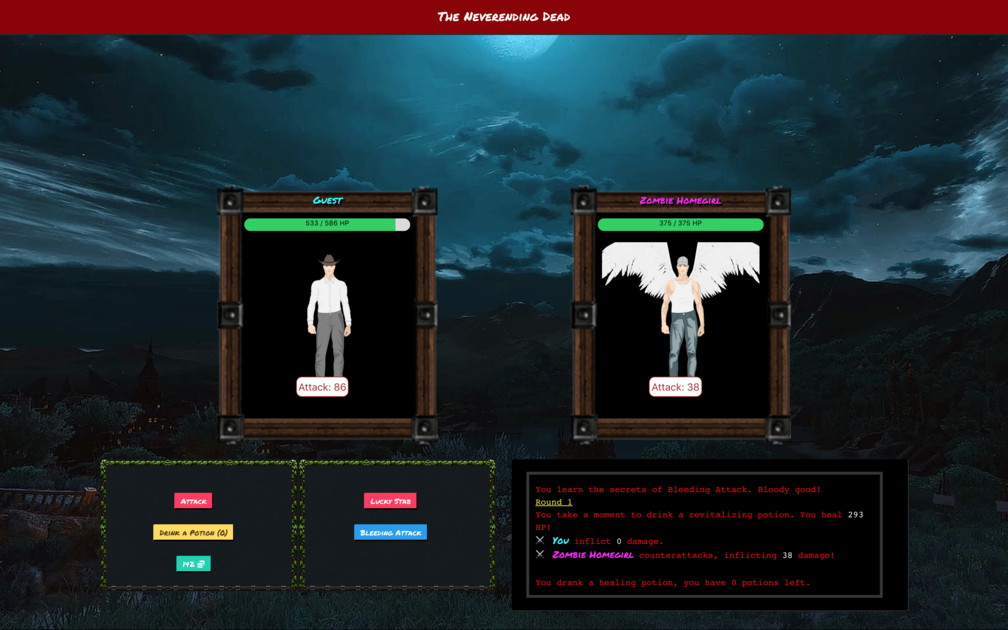 The Neverending Dead
Guest
533 / 586 HP
Attack: 86
Zombie Homegirl
375 / 375 HP
Attack: 38
Attack
Drink a Potion (0)
142
Lucky Stab
Bleeding Attack
You learn the secrets of Bleeding Attack. Bloody good!
Round 1
You take a moment to drink a revitalizing potion. You heal 293
HP!
You inflict 0 damage.
Zombie Homegirl counterattacks, inflicting 38 damage!
You drank a healing potion, you have 0 potions left.